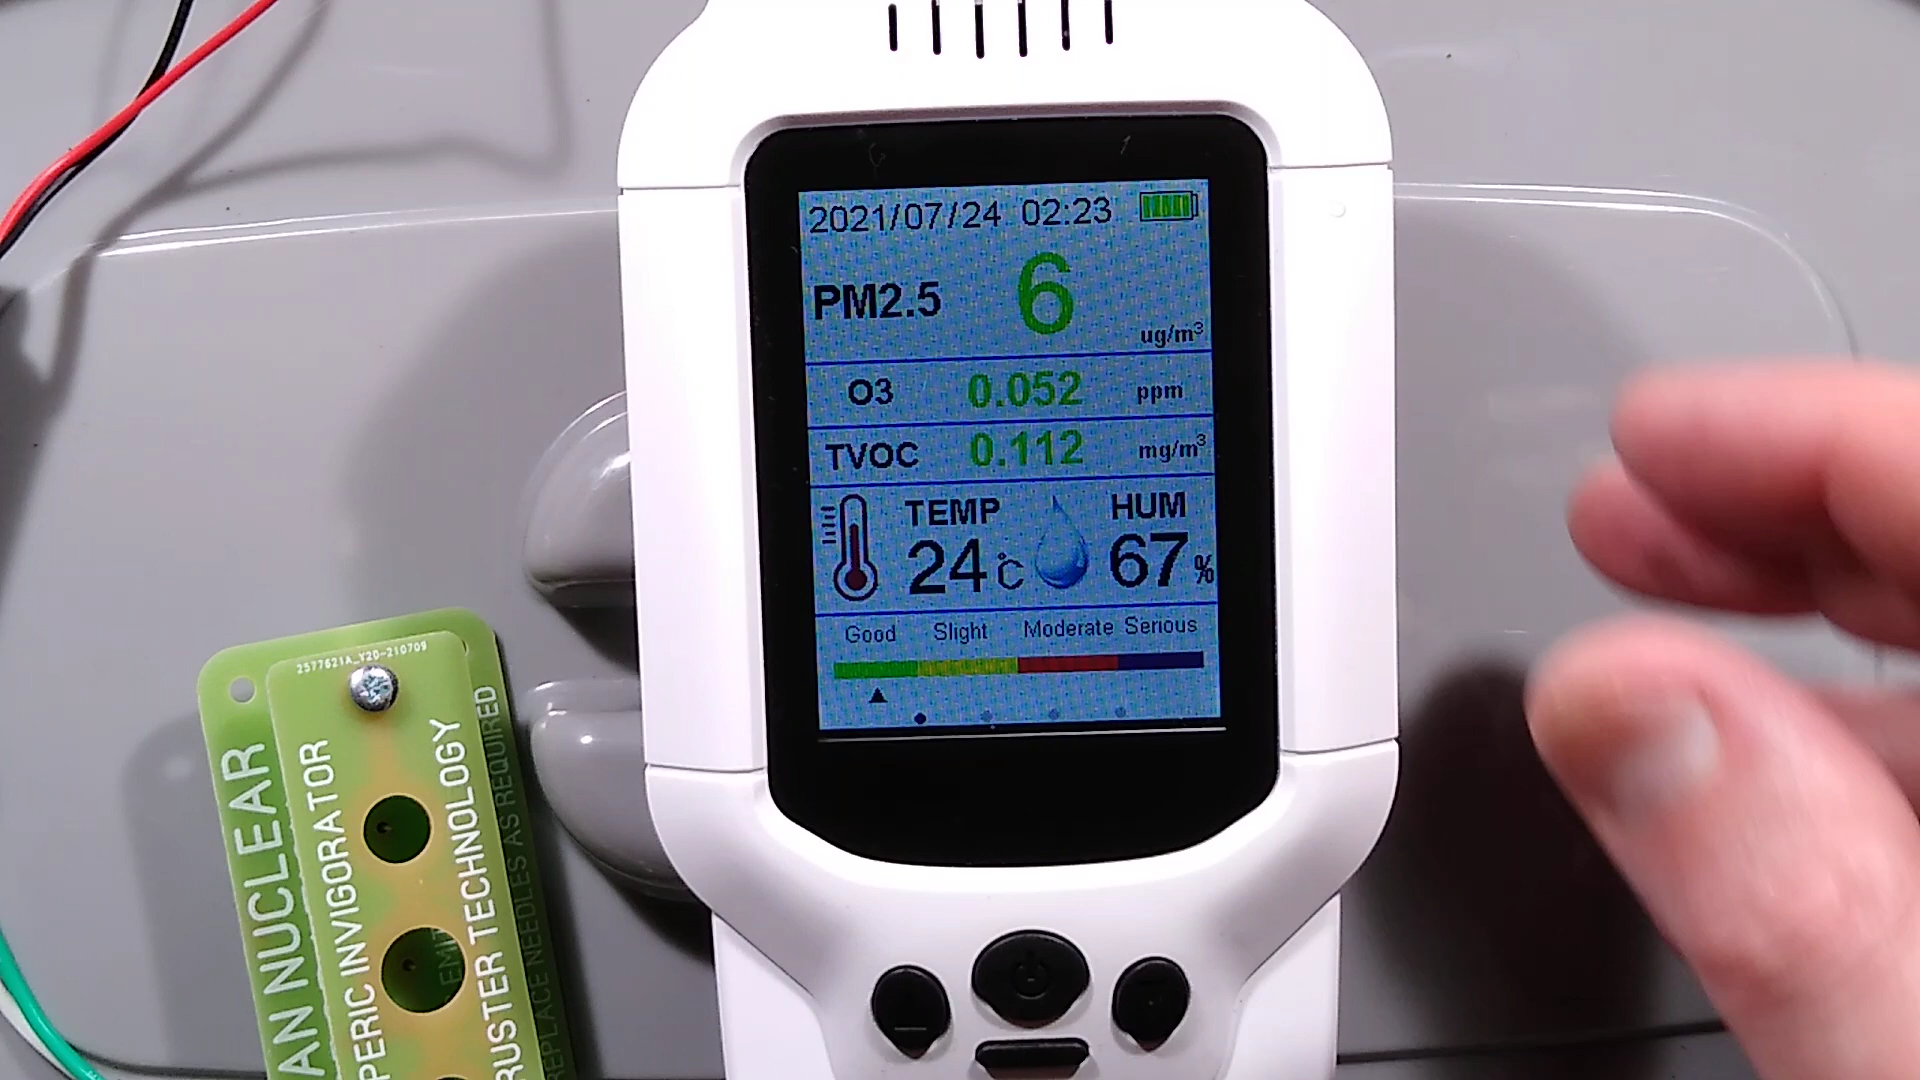 2021/07/24 02:23
PM2.5 6 ug/m³
O3 0.052 ppm
TVOC 0.112 mg/m³
TEMP HUM
24 °C 67 %
Good Slight Moderate Serious
2577621A_Y20-210709
AN NUCLEAR
PERIC INVIGORATOR
RUSTER TECHNOLOGY
REPLACE NEEDLES AS REQUIRED
EMIT